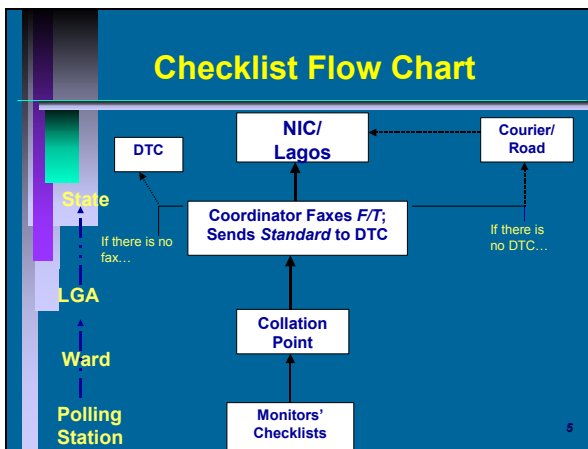 Checklist Flow Chart
NIC/
Lagos
DTC
Courier/
Road
State
Coordinator Faxes F/T;
Sends Standard to DTC
If there is no
fax…
If there is
no DTC…
LGA
Collation
Point
Ward
Polling
Station
Monitors'
Checklists
5